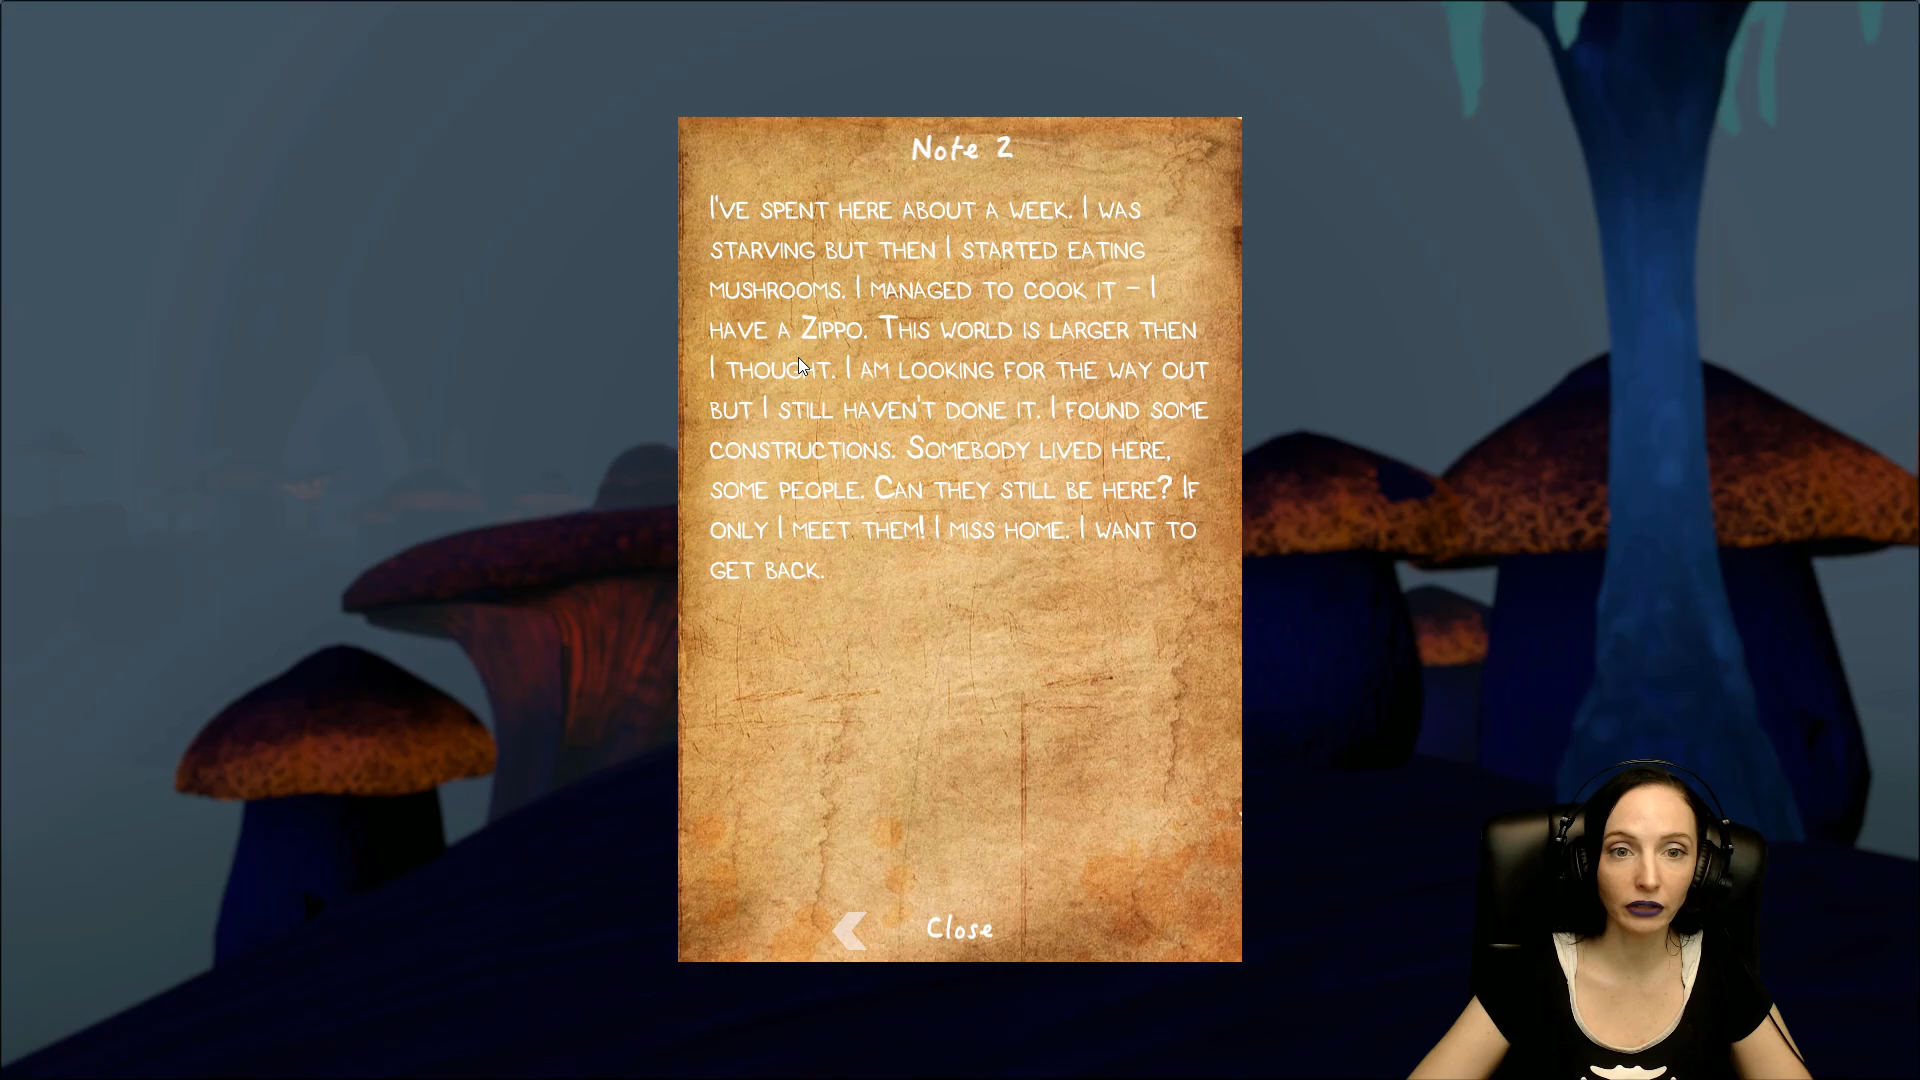 Note 2
I'VE SPENT HERE ABOUT A WEEK. I WAS
STARVING BUT THEN I STARTED EATING
MUSHROOMS. I MANAGED TO COOK IT - I
HAVE A ZIPPO. THIS WORLD IS LARGER THEN
I THOUGHT. I AM LOOKING FOR THE WAY OUT
BUT I STILL HAVEN'T DONE IT. I FOUND SOME
CONSTRUCTIONS. SOMEBODY LIVED HERE,
SOME PEOPLE. CAN THEY STILL BE HERE? IF
ONLY I MEET THEM! I MISS HOME. I WANT TO
GET BACK.
Close